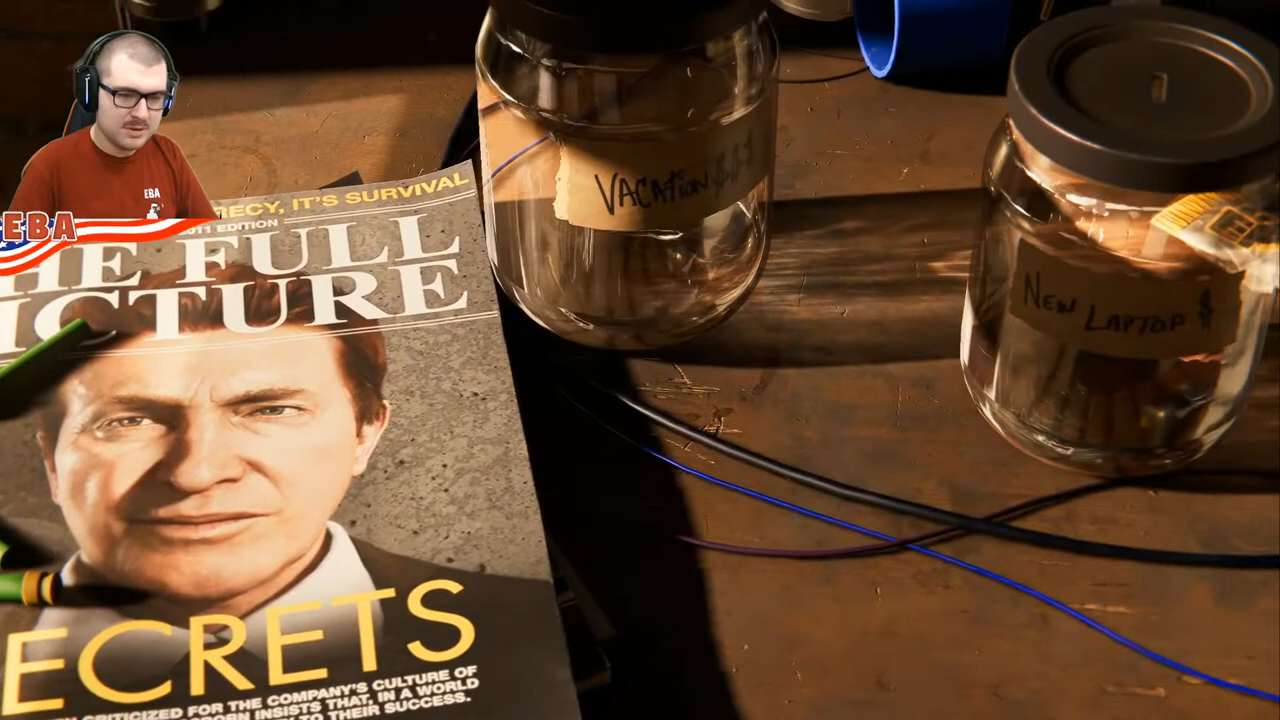 EBA
EBA
RECY, IT'S SURVIVAL
2011 EDITION
HE FULL
ICTURE
ECRETS
CRITICIZED FOR THE COMPANY'S CULTURE OF
INSISTS THAT, IN A WORLD
TO THEIR SUCCESS.
VACATION
NEW LAPTOP